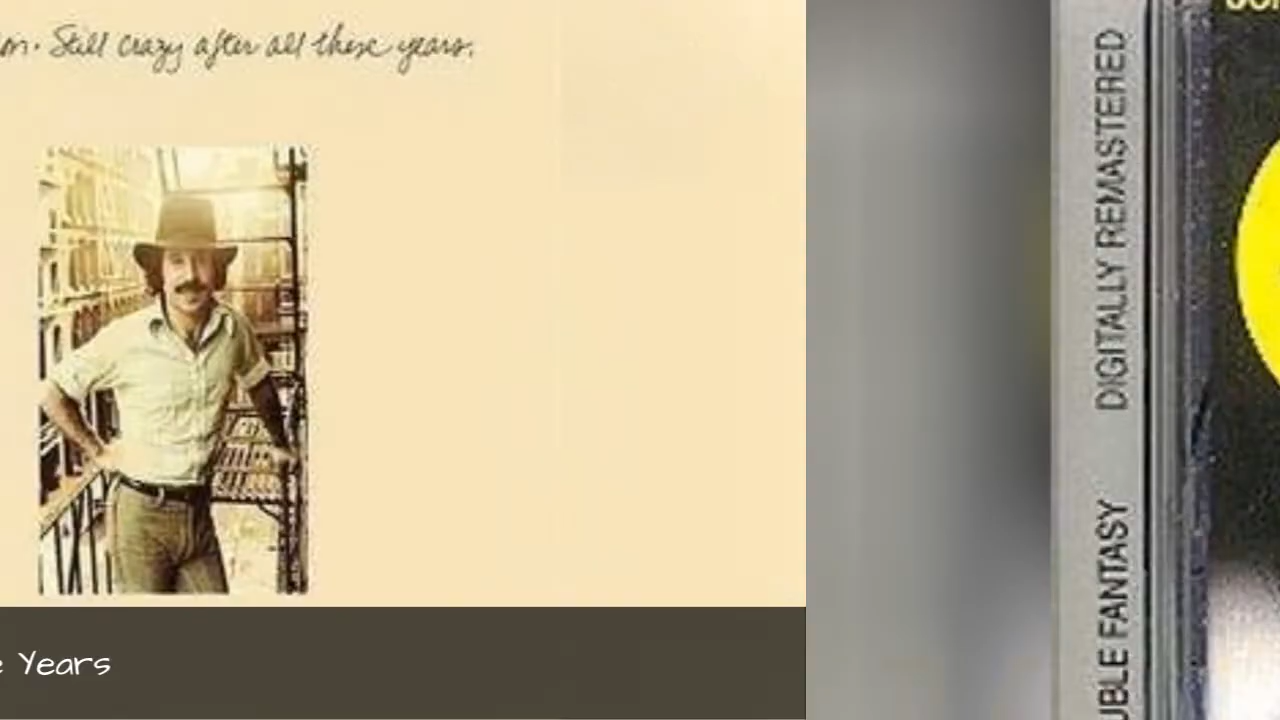 on. Still crazy after all these years.
e Years
DIGITALLY REMASTERED
UBLE FANTASY